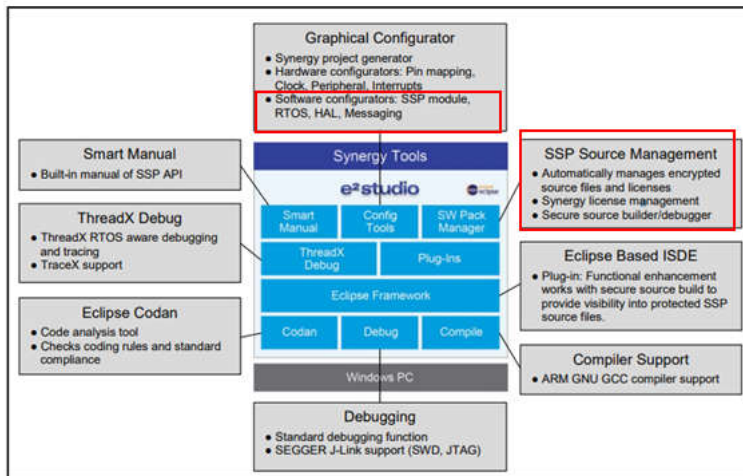 Graphical Configurator
● Synergy project generator
● Hardware configurators: Pin mapping,
Clock, Peripheral, Interrupts
● Software configurators: SSP module,
RTOS, HAL, Messaging
Smart Manual
● Built-in manual of SSP API
ThreadX Debug
● ThreadX RTOS aware debugging
and tracing
● TraceX support
Eclipse Codan
● Code analysis tool
● Checks coding rules and standard
compliance
Synergy Tools
e² studio
Smart
Manual
Config
Tools
SW Pack
Manager
ThreadX
Debug
Plug-Ins
Eclipse Framework
Codan
Debug
Compile
Windows PC
SSP Source Management
● Automatically manages encrypted
source files and licenses
● Synergy license management
● Secure source builder/debugger
Eclipse Based ISDE
● Plug-in: Functional enhancement
works with secure source build to
provide visibility into protected SSP
source files.
Compiler Support
● ARM GNU GCC compiler support
Debugging
● Standard debugging function
● SEGGER J-Link support (SWD, JTAG)